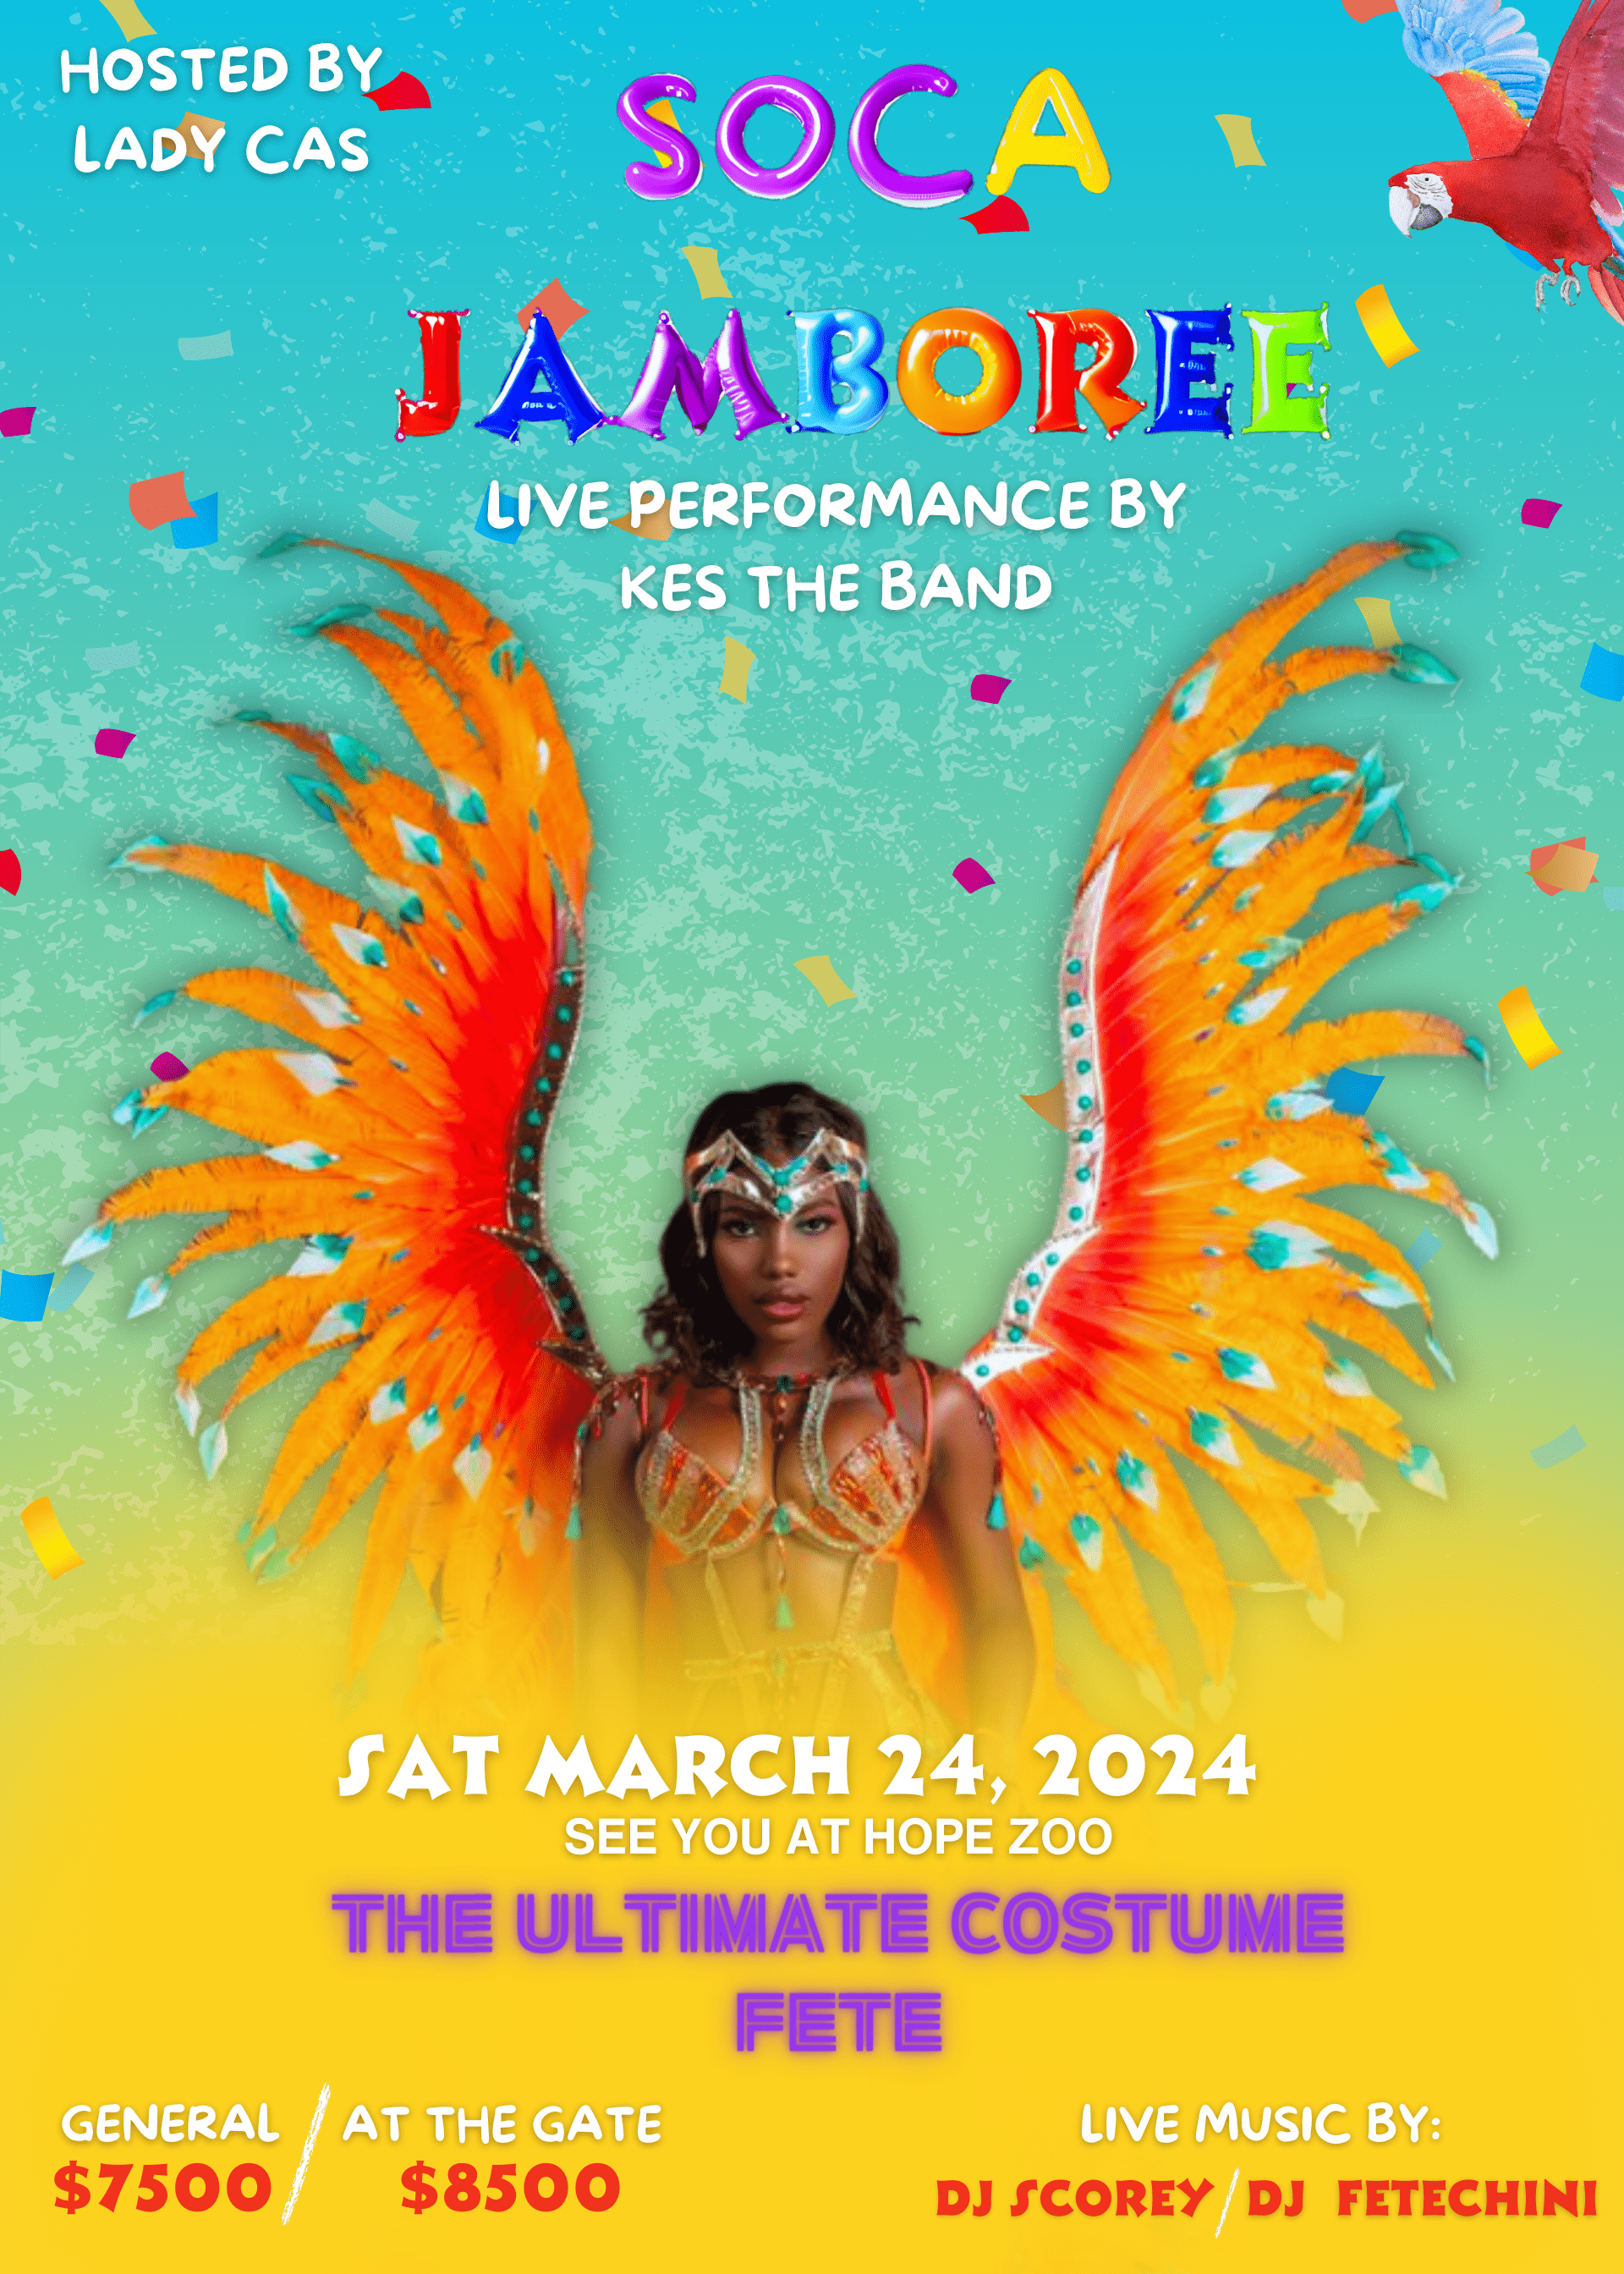 HOSTED BY
LADY CAS
SOCA
JAMBOREE
LIVE PERFORMANCE BY
KES THE BAND
SAT MARCH 24, 2024
SEE YOU AT HOPE ZOO
THE ULTIMATE COSTUME
FETE
GENERAL / AT THE GATE
$7500 / $8500
LIVE MUSIC BY:
DJ SCOREY / DJ FETECHINI